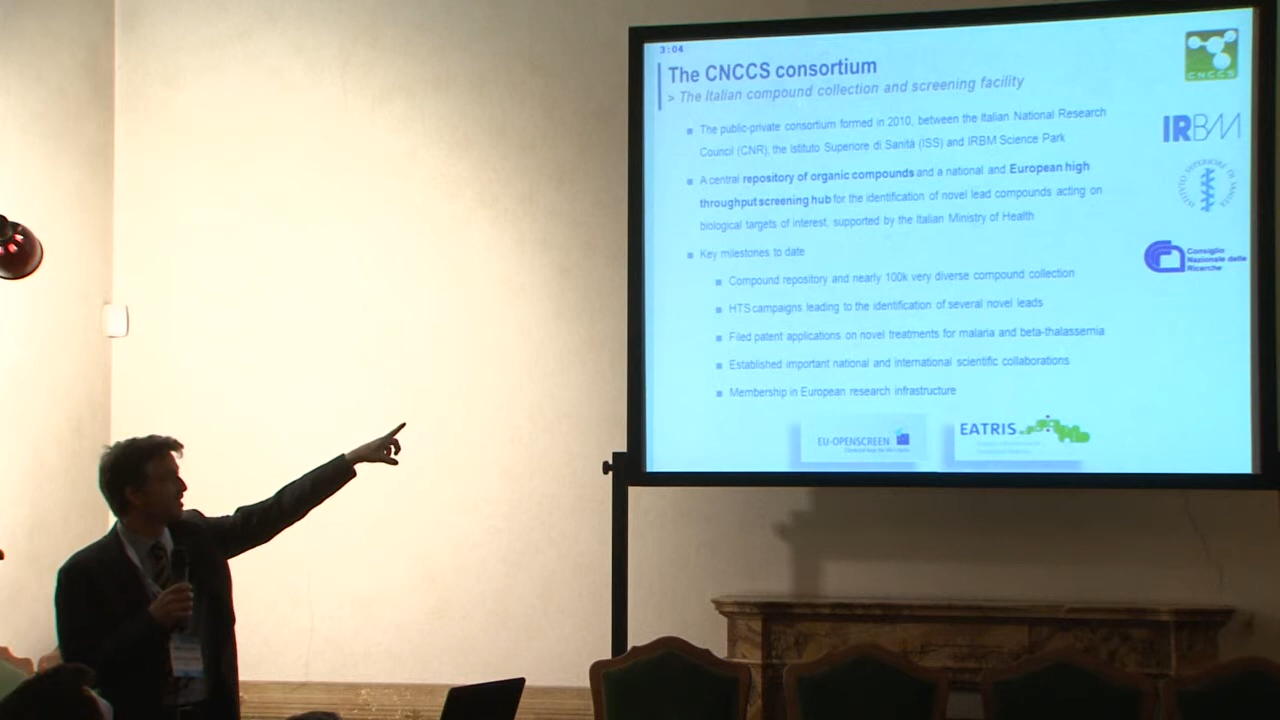 3:04
The CNCCS consortium
> The Italian compound collection and screening facility
The public-private consortium formed in 2010, between the Italian National Research
Council (CNR), the Istituto Superiore di Sanità (ISS) and IRBM Science Park
A central repository of organic compounds and a national and European high
throughput screening hub for the identification of novel lead compounds acting on
biological targets of interest, supported by the Italian Ministry of Health
Key milestones to date
Compound repository and nearly 100k very diverse compound collection
HTS campaigns leading to the identification of several novel leads
Filed patent applications on novel treatments for malaria and beta-thalassemia
Established important national and international scientific collaborations
Membership in European research infrastructure
CNCCS
IRBM
ISTITUTO SUPERIORE DI SANITÀ
Consiglio
Nazionale delle
Ricerche
EU-OPENSCREEN
EATRIS